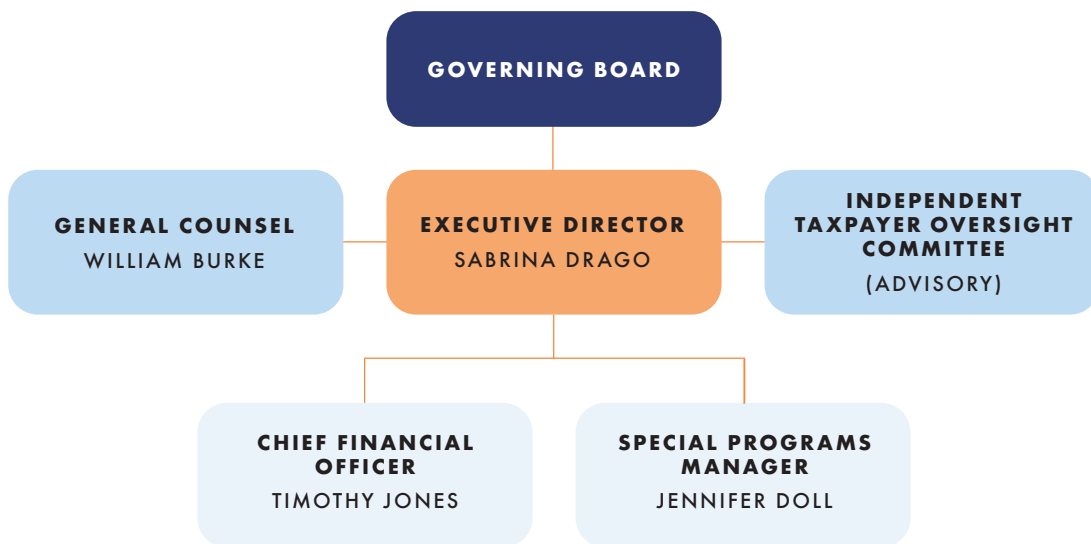 GOVERNING BOARD
GENERAL COUNSEL
WILLIAM BURKE
EXECUTIVE DIRECTOR
SABRINA DRAGO
INDEPENDENT
TAXPAYER OVERSIGHT
COMMITTEE
(ADVISORY)
CHIEF FINANCIAL
OFFICER
TIMOTHY JONES
SPECIAL PROGRAMS
MANAGER
JENNIFER DOLL